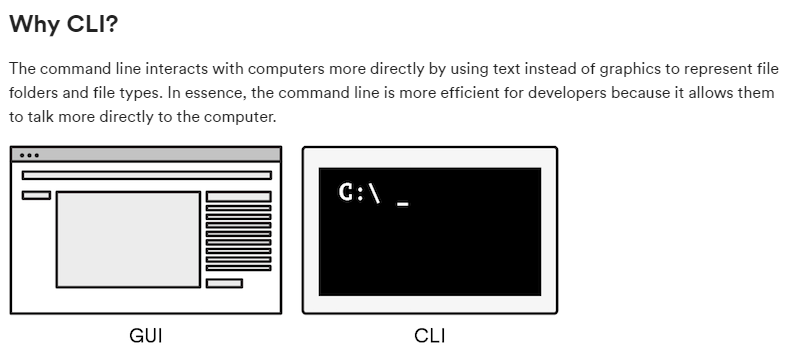 Why CLI?
The command line interacts with computers more directly by using text instead of graphics to represent file
folders and file types. In essence, the command line is more efficient for developers because it allows them
to talk more directly to the computer.
C:\ _
GUI
CLI